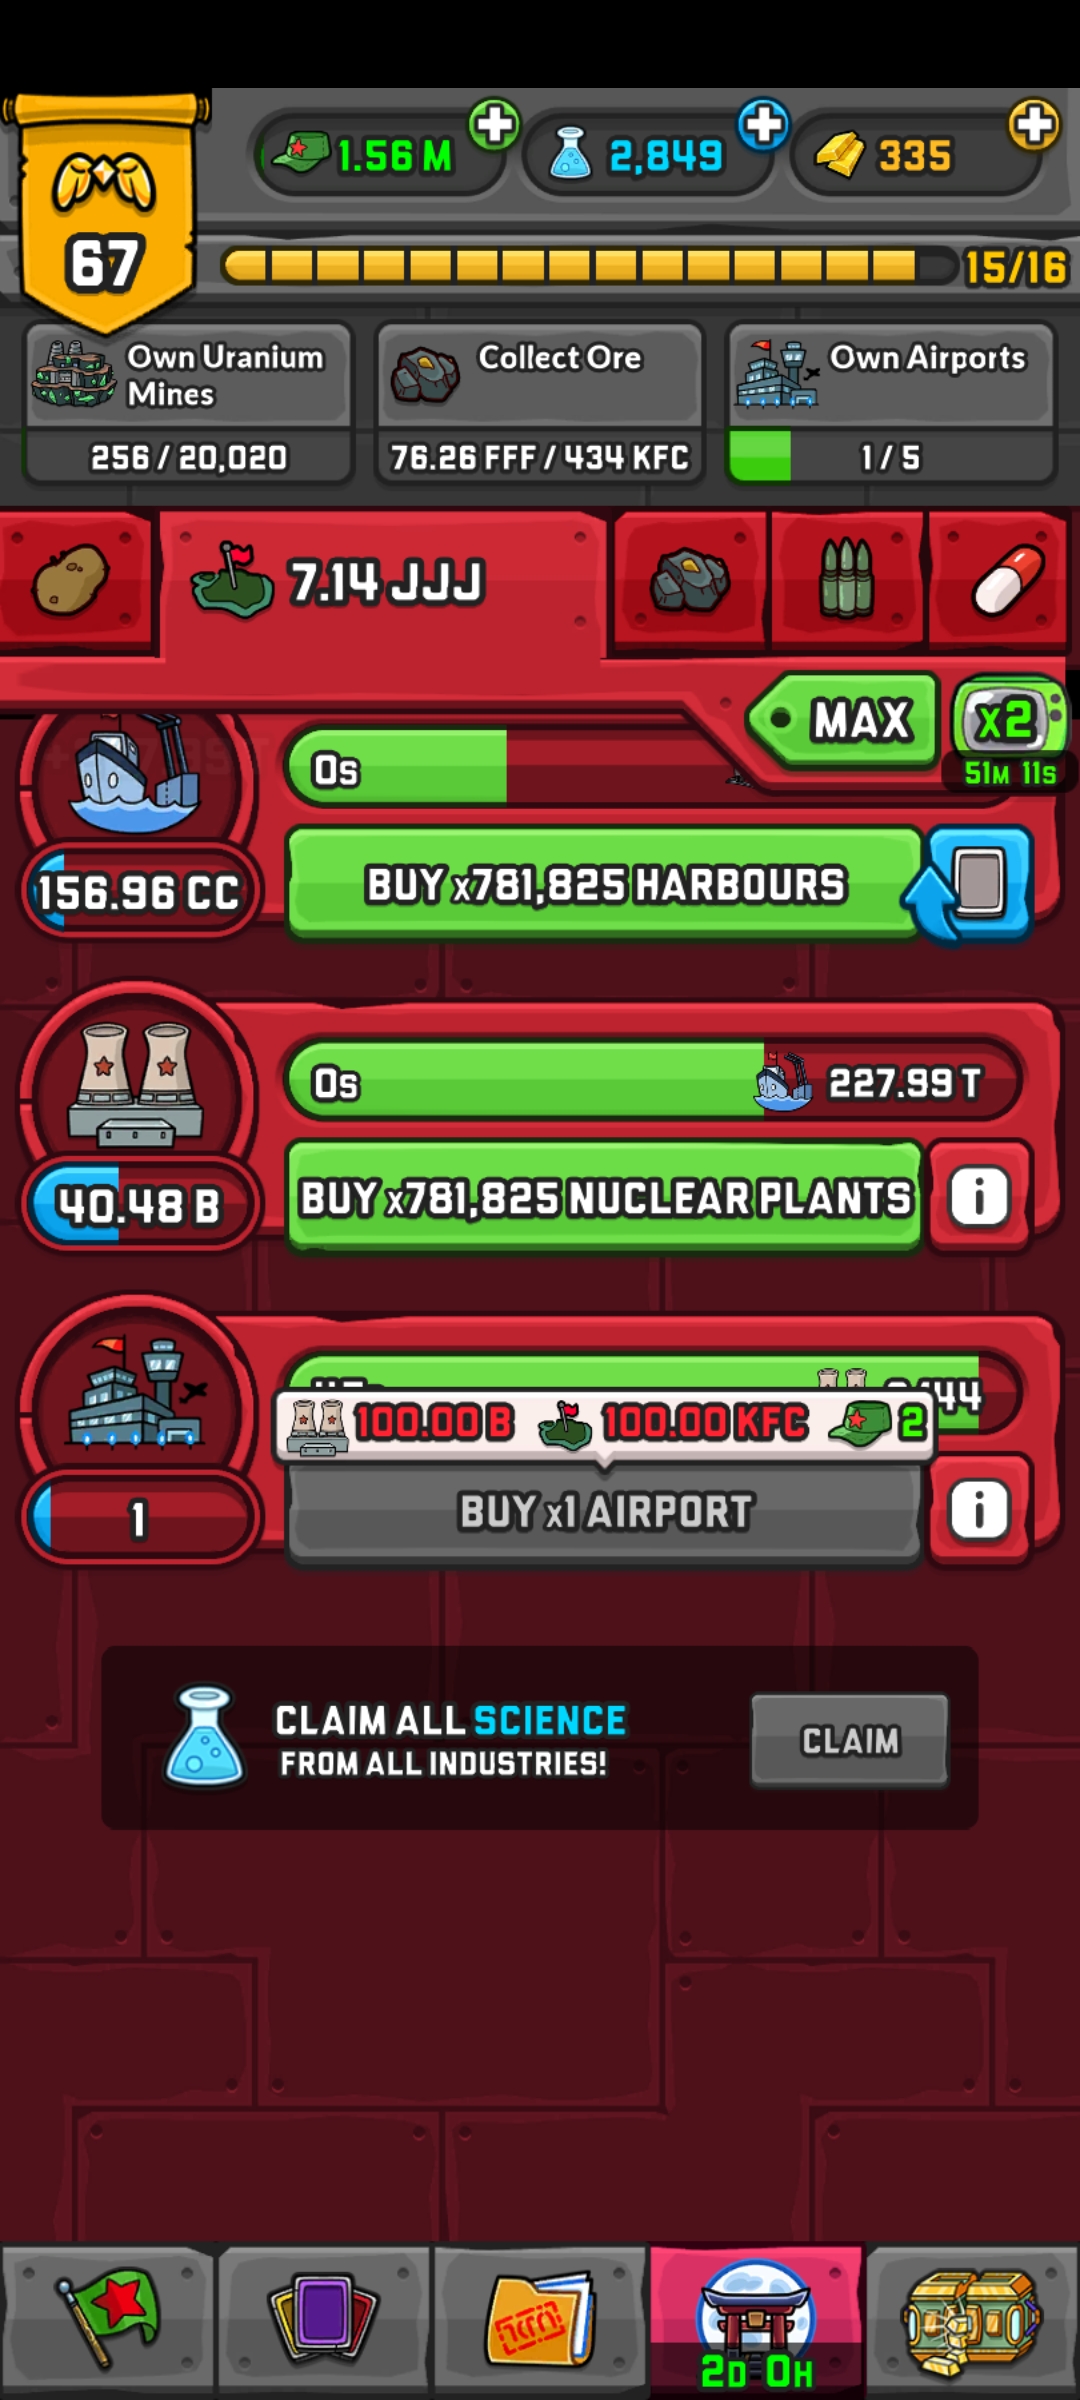 1.56 M
2,849
335
67
15/16
Own Uranium
Mines
256 / 20,020
Collect Ore
76.26 FFF / 434 KFC
Own Airports
1 / 5
7.14 JJJ
MAX
x2
51M 11S
0s
156.96 CC
BUY x781,825 HARBOURS
0s
227.99 T
40.48 B
BUY x781,825 NUCLEAR PLANTS
i
100.00 B
100.00 KFC
2
1
BUY x1 AIRPORT
i
CLAIM ALL SCIENCE
FROM ALL INDUSTRIES!
CLAIM
2D 0H